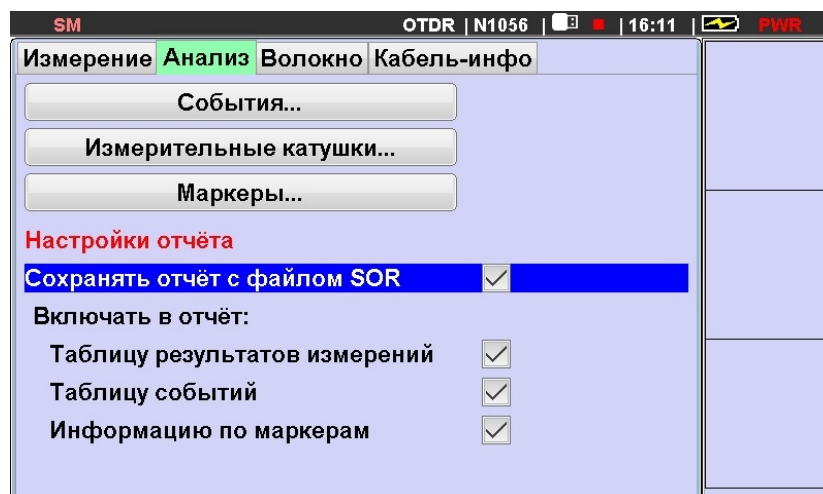 SM OTDR | N1056 | | 16:11 | PWR
Измерение Анализ Волокно Кабель-инфо
События...
Измерительные катушки...
Маркеры...
Настройки отчёта
Сохранять отчёт с файлом SOR
Включать в отчёт:
Таблицу результатов измерений
Таблицу событий
Информацию по маркерам